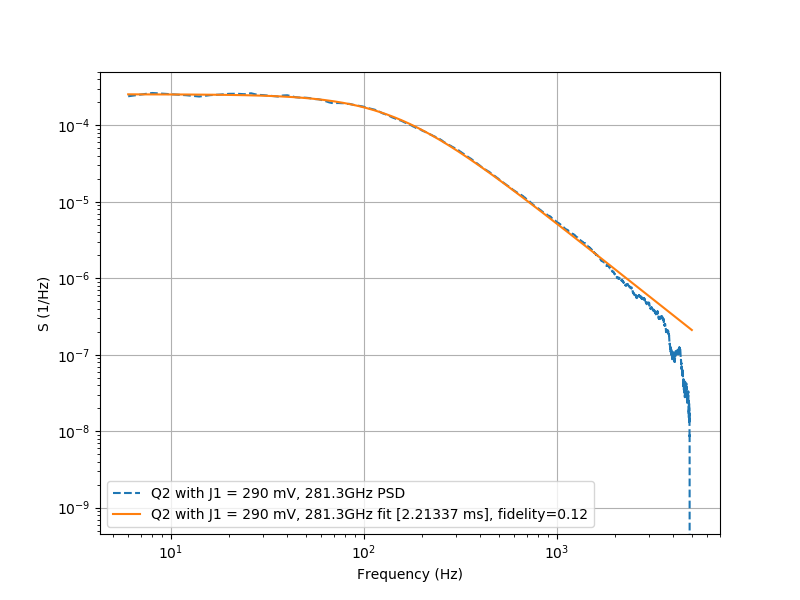 10⁻⁴
10⁻⁵
10⁻⁶
10⁻⁷
10⁻⁸
10⁻⁹
S (1/Hz)
Q2 with J1 = 290 mV, 281.3GHz PSD
Q2 with J1 = 290 mV, 281.3GHz fit [2.21337 ms], fidelity=0.12
10¹ 10² 10³
Frequency (Hz)